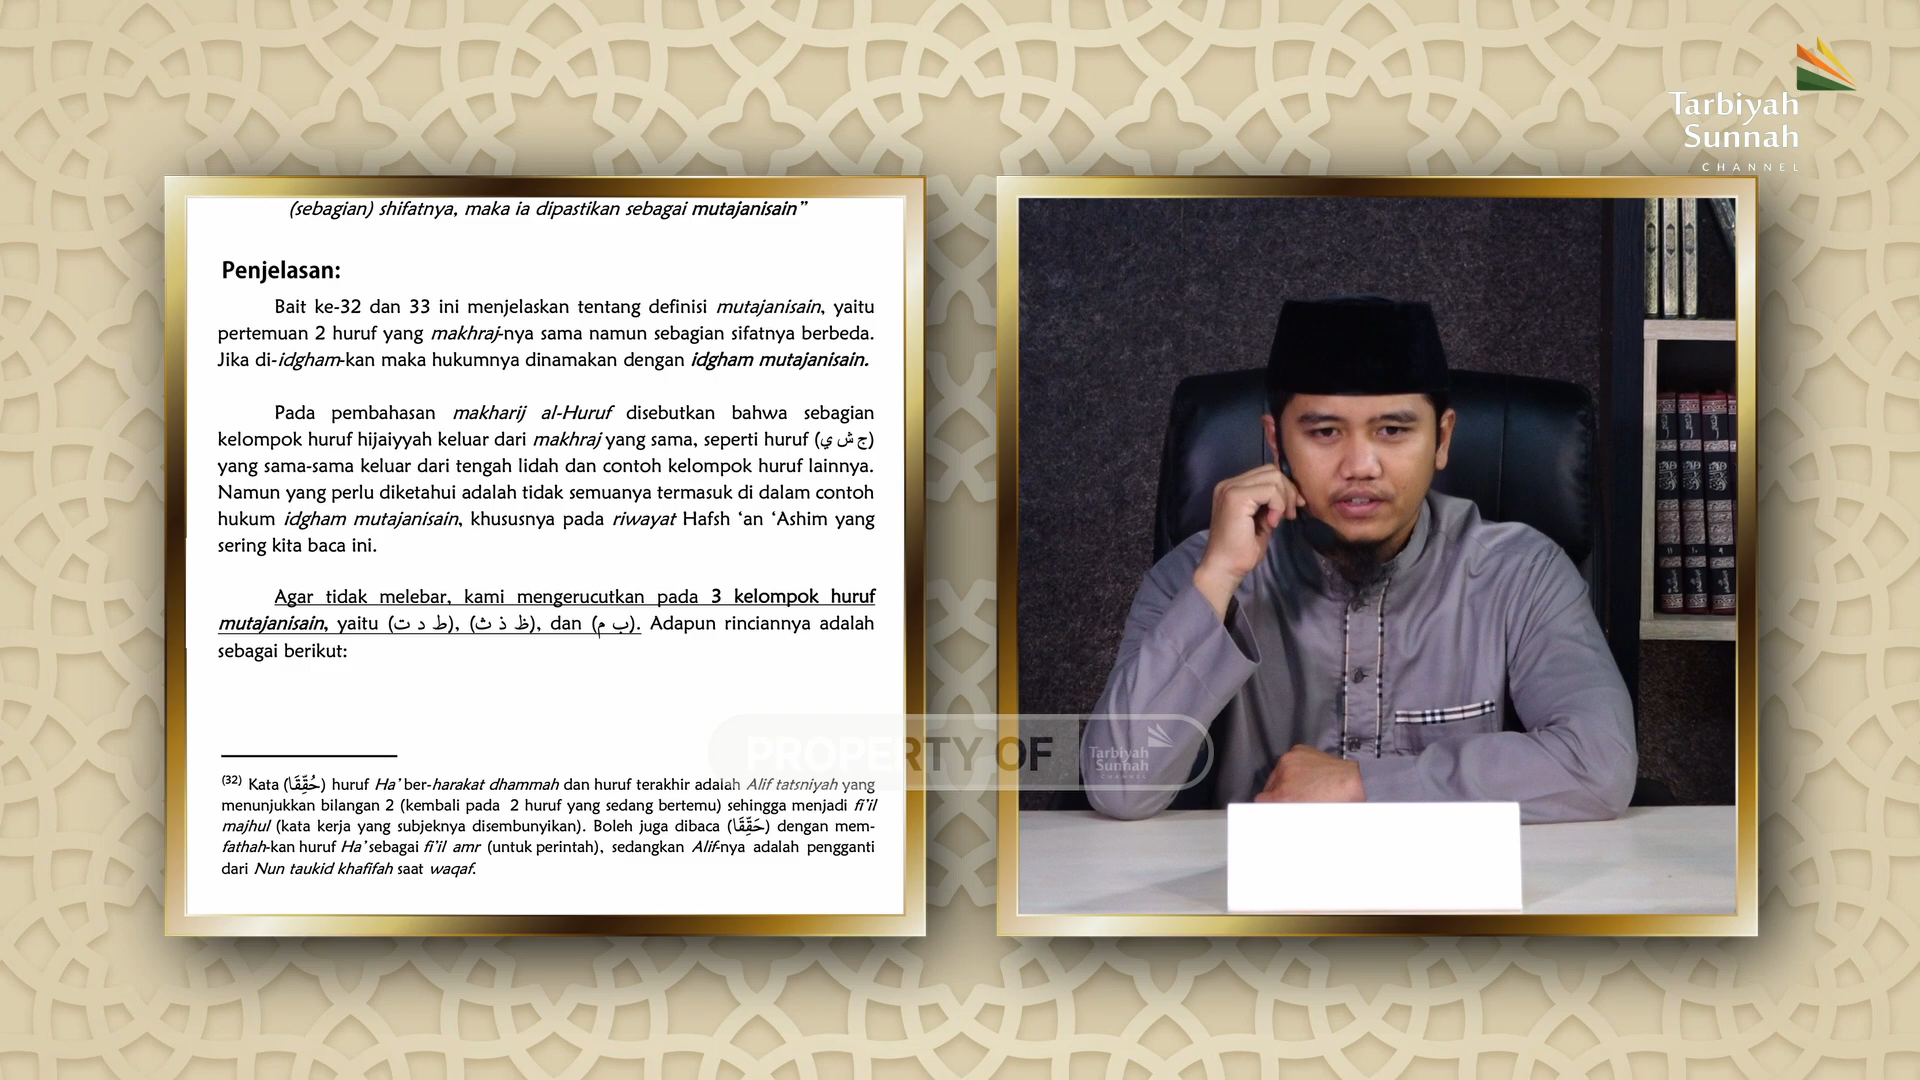 Tarbiyah
Sunnah
CHANNEL
(sebagian) shifatnya, maka ia dipastikan sebagai mutajanisain”
Penjelasan:
Bait ke-32 dan 33 ini menjelaskan tentang definisi mutajanisain, yaitu
pertemuan 2 huruf yang makhraj-nya sama namun sebagian sifatnya berbeda.
Jika di-idgham-kan maka hukumnya dinamakan dengan idgham mutajanisain.
Pada pembahasan makharij al-Huruf disebutkan bahwa sebagian
kelompok huruf hijaiyyah keluar dari makhraj yang sama, seperti huruf (ج ش ي)
yang sama-sama keluar dari tengah lidah dan contoh kelompok huruf lainnya.
Namun yang perlu diketahui adalah tidak semuanya termasuk di dalam contoh
hukum idgham mutajanisain, khususnya pada riwayat Hafsh ‘an ‘Ashim yang
sering kita baca ini.
Agar tidak melebar, kami mengerucutkan pada 3 kelompok huruf
mutajanisain, yaitu (ط د ت), (ظ ذ ث), dan (ب م). Adapun rinciannya adalah
sebagai berikut:
PROPERTY OF
Tarbiyah
Sunnah
CHANNEL
(32) Kata (حُقِّقَا) huruf Ha’ ber-harakat dhammah dan huruf terakhir adalah Alif tatsniyah yang
menunjukkan bilangan 2 (kembali pada 2 huruf yang sedang bertemu) sehingga menjadi fi’il
majhul (kata kerja yang subjeknya disembunyikan). Boleh juga dibaca (حَقِّقَا) dengan mem-
fathah-kan huruf Ha’ sebagai fi’il amr (untuk perintah), sedangkan Alif-nya adalah pengganti
dari Nun taukid khafifah saat waqaf.